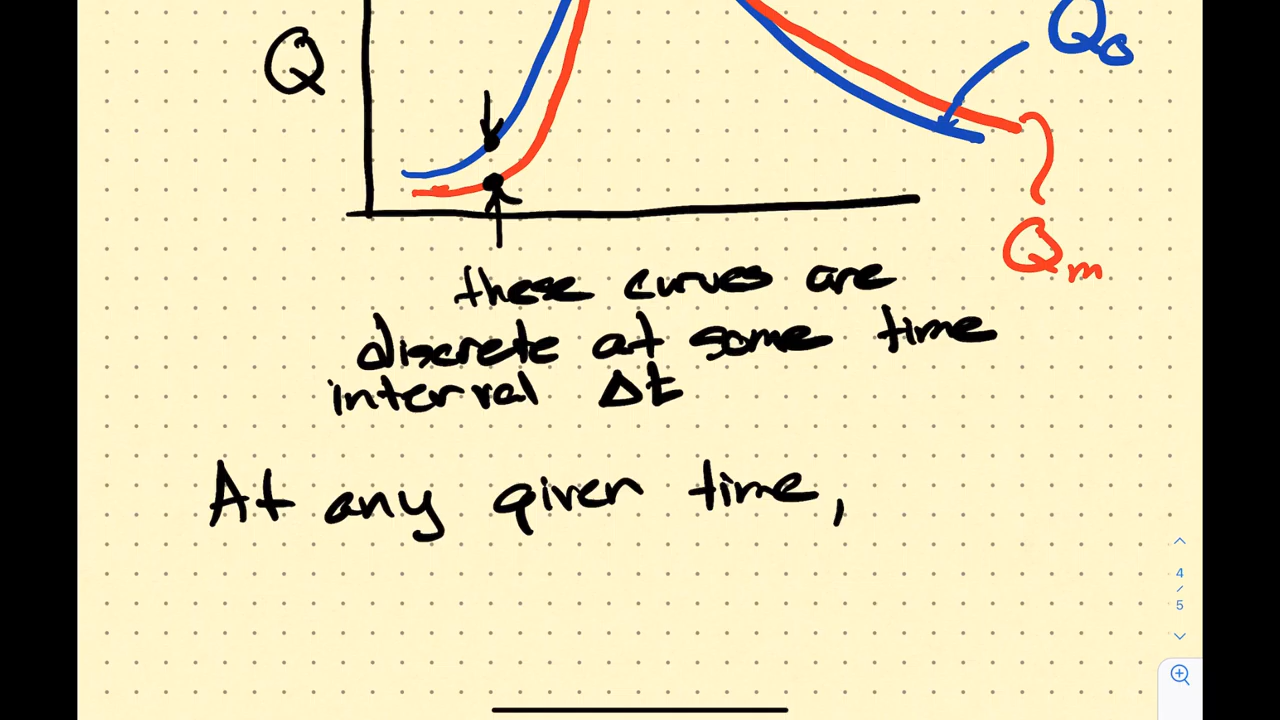 Qo
Q
Qm
these curves are
discrete at some time
interval Δt
At any given time,
4
/
5